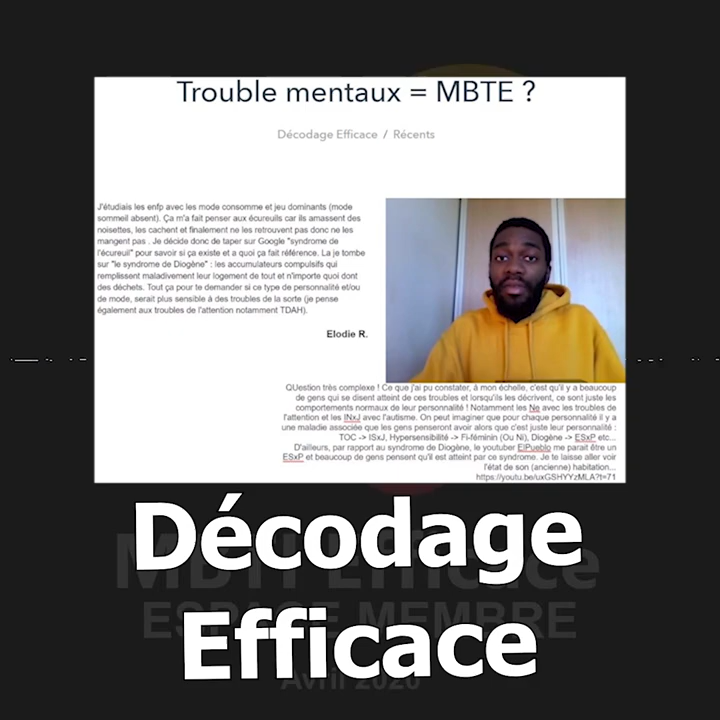 Trouble mentaux = MBTE ?
Décodage Efficace / Récents
J'étudiais les enfp avec les mode consomme et jeu dominants (mode
sommeil absent). Ça m'a fait penser aux écureuils car ils amassent des
noisettes, les cachent et finalement ne les retrouvent pas donc ne les
mangent pas . Je décide donc de taper sur Google "syndrome de
l'écureuil" pour savoir si ça existe et a quoi ça fait référence. La je tombe
sur "le syndrome de Diogène" : les accumulateurs compulsifs qui
remplissent maladivement leur logement de tout et n'importe quoi dont
des déchets. Tout ça pour te demander si ce type de personnalité et/ou
de mode, serait plus sensible à des troubles de la sorte (je pense
également aux troubles de l'attention notamment TDAH).
Elodie R.
QUestion très complexe ! Ce que j'ai pu constater, à mon échelle, c'est qu'il y a beaucoup
de gens qui se disent atteint de ces troubles et lorsqu'ils les décrivent, ce sont juste les
comportements normaux de leur personnalité ! Notamment les Ne avec les troubles de
l'attention et les INxJ avec l'autisme. On peut imaginer que pour chaque personnalité il y a
une maladie associée que les gens penseront avoir alors que c'est juste leur personnalité :
TOC -> ISxJ, Hypersensibilité -> Fi-féminin (Ou Ni), Diogène -> ESxP etc...
D'ailleurs, par rapport au syndrome de Diogène, le youtuber ElPueblo me parait être un
ESxP et beaucoup de gens pensent qu'il est atteint par ce syndrome. Je te laisse aller voir
l'état de son (ancienne) habitation...
https://youtu.be/uxGSHYYzMLA?t=71
Décodage
MBTI Efficace
ESPACE MEMBRE
Efficace
Avril 2020